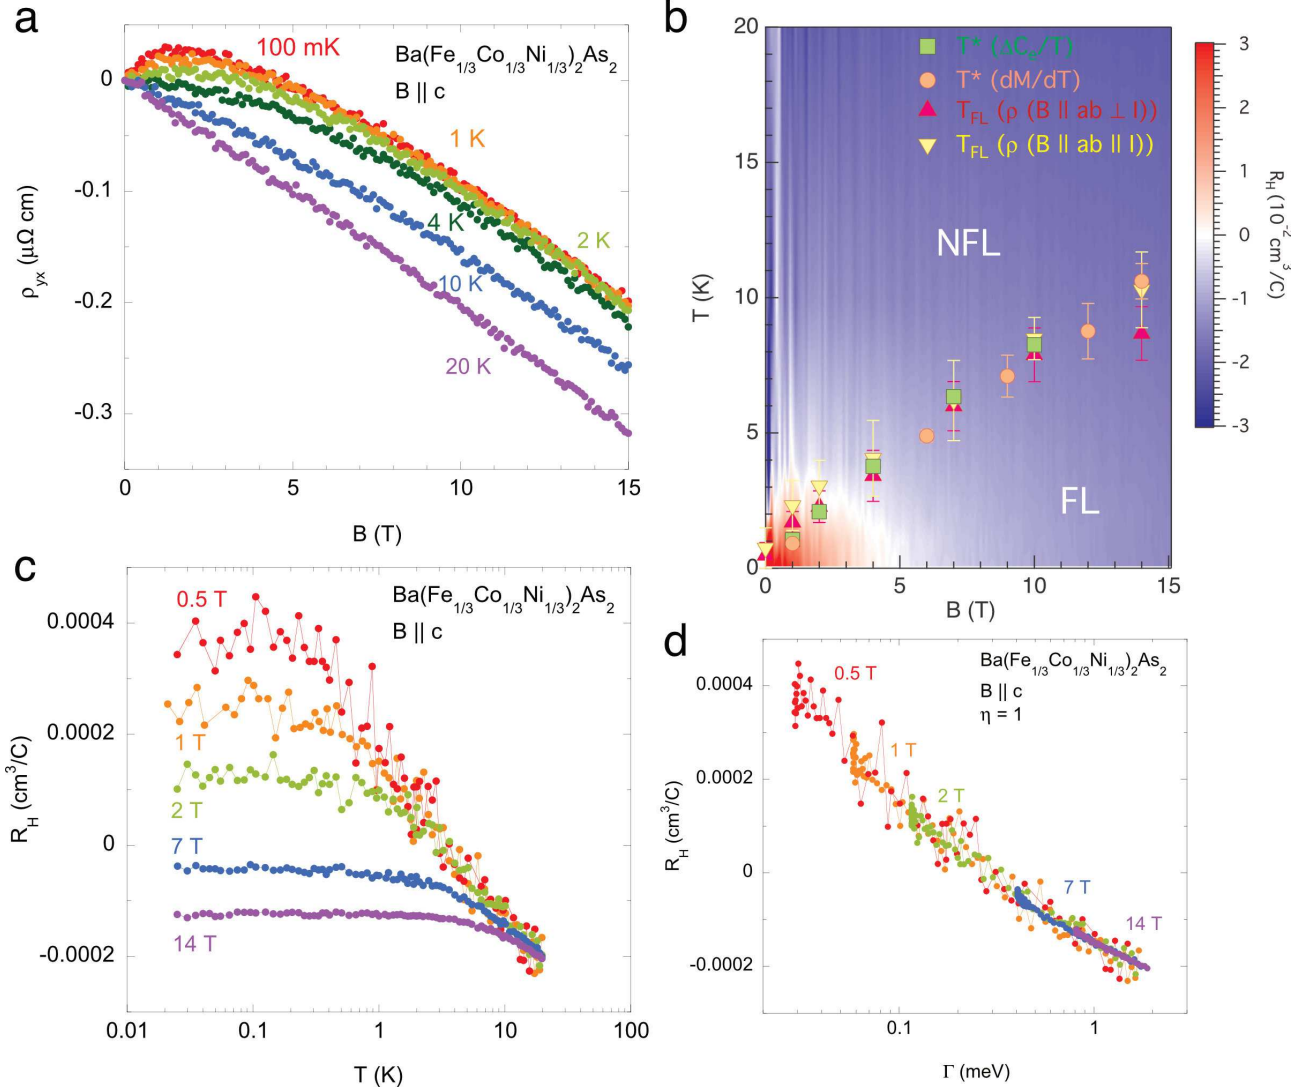 a
100 mK
Ba(Fe1/3Co1/3Ni1/3)2As2
B || c
1 K
4 K
2 K
10 K
20 K
0
-0.1
-0.2
-0.3
ρyx (μΩ cm)
0 5 10 15
B (T)
b
T* (ΔCe/T)
T* (dM/dT)
TFL (ρ (B || ab ⊥ I))
TFL (ρ (B || ab || I))
NFL
FL
20
15
10
5
0
T (K)
0 5 10 15
B (T)
3
2
1
0
-1
-2
-3
RH (10-2 cm3/C)
c
Ba(Fe1/3Co1/3Ni1/3)2As2
B || c
0.5 T
1 T
2 T
7 T
14 T
0.0004
0.0002
0
-0.0002
RH (cm3/C)
0.01 0.1 1 10 100
T (K)
d
Ba(Fe1/3Co1/3Ni1/3)2As2
B || c
η = 1
0.5 T
1 T
2 T
7 T
14 T
0.0004
0.0002
0
-0.0002
RH (cm3/C)
0.1 1
Γ (meV)